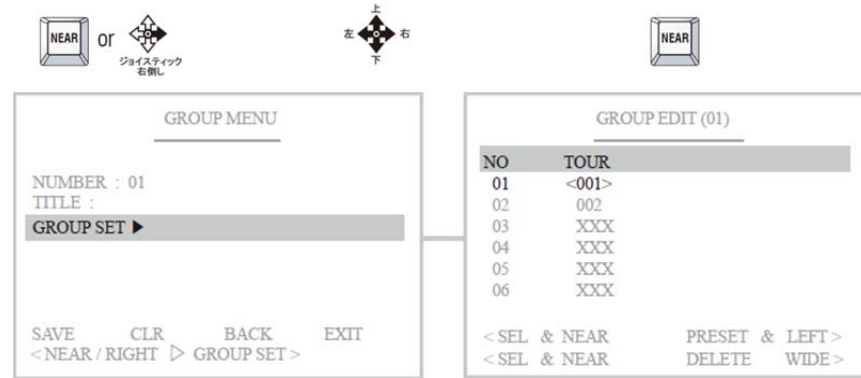 NEAR or
ジョイスティック
右倒し
上
左 右
下
NEAR
GROUP MENU
NUMBER : 01
TITLE :
GROUP SET ▶
SAVE CLR BACK EXIT
< NEAR / RIGHT ▷ GROUP SET >
GROUP EDIT (01)
NO TOUR
01 <001>
02 002
03 XXX
04 XXX
05 XXX
06 XXX
< SEL & NEAR PRESET & LEFT >
< SEL & NEAR DELETE WIDE >